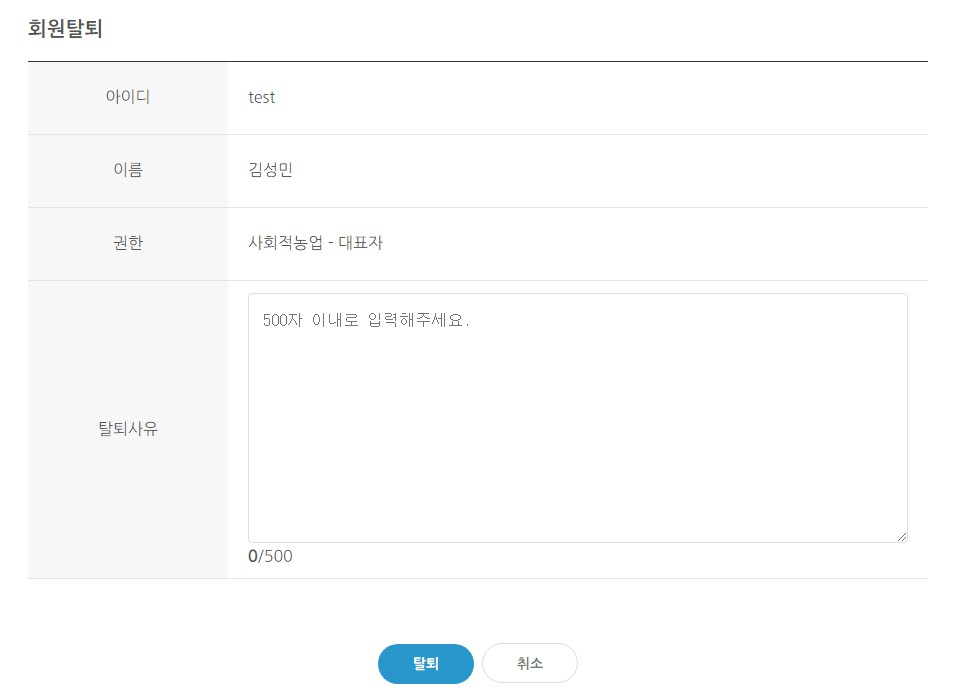 회원탈퇴
아이디 test
이름 김성민
권한 사회적농업 - 대표자
탈퇴사유 500자 이내로 입력해주세요.
0/500
탈퇴 취소